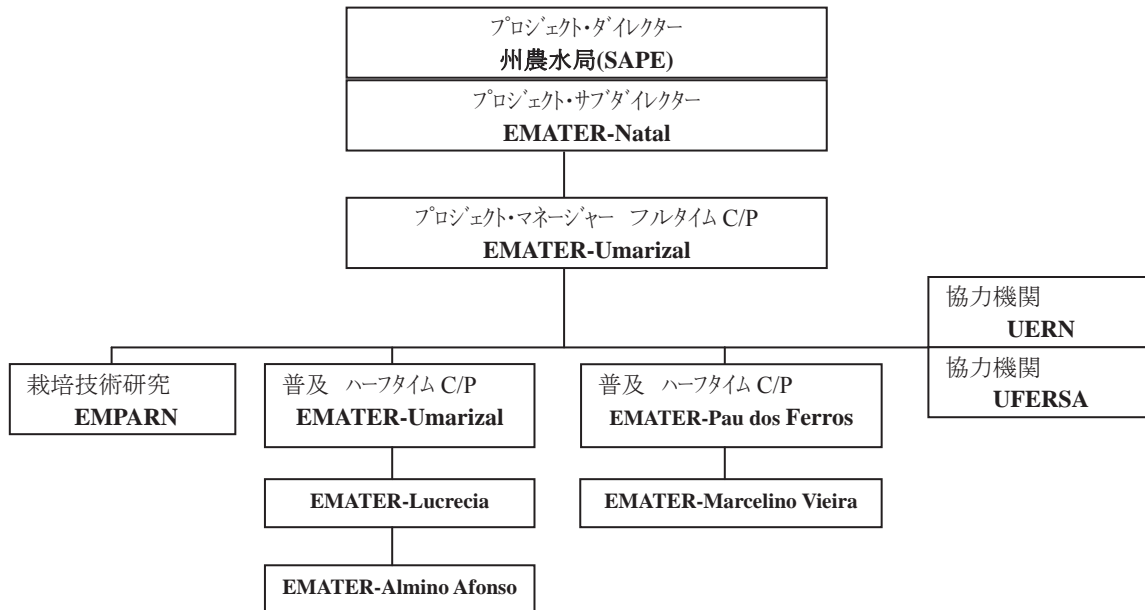 プロジェクト・ダイレクター
州農水局(SAPE)
プロジェクト・サブダイレクター
EMATER-Natal
プロジェクト・マネージャー フルタイム C/P
EMATER-Umarizal
協力機関
UERN
協力機関
UFERSA
栽培技術研究
EMPARN
普及 ハーフタイム C/P
EMATER-Umarizal
普及 ハーフタイム C/P
EMATER-Pau dos Ferros
EMATER-Lucrecia
EMATER-Marcelino Vieira
EMATER-Almino Afonso